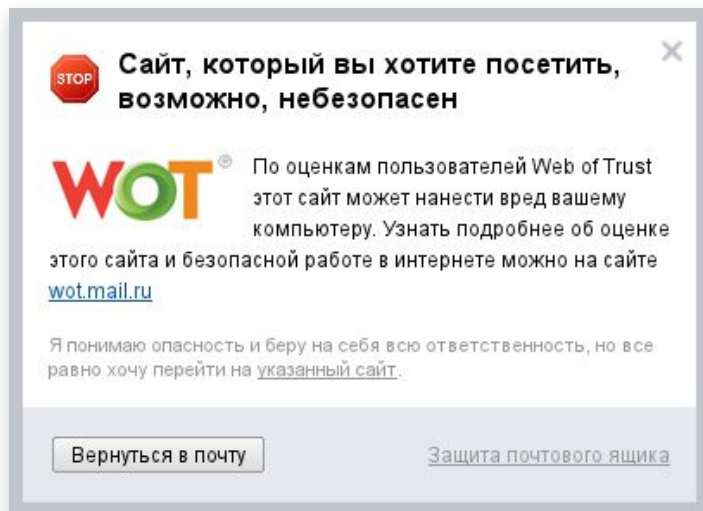 STOP
Сайт, который вы хотите посетить,
возможно, небезопасен
WOT®
По оценкам пользователей Web of Trust
этот сайт может нанести вред вашему
компьютеру. Узнать подробнее об оценке
этого сайта и безопасной работе в интернете можно на сайте
wot.mail.ru
Я понимаю опасность и беру на себя всю ответственность, но все
равно хочу перейти на указанный сайт.
Вернуться в почту
Защита почтового ящика